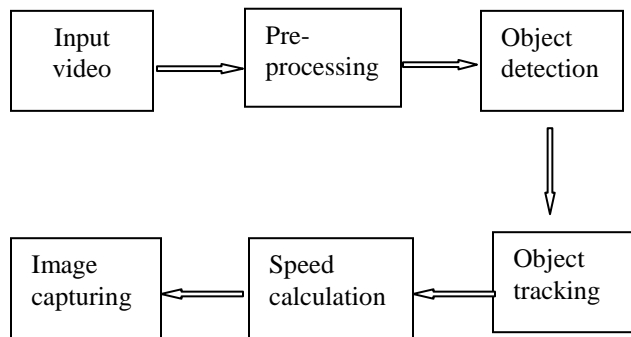 Input
video
Pre-
processing
Object
detection
Object
tracking
Speed
calculation
Image
capturing